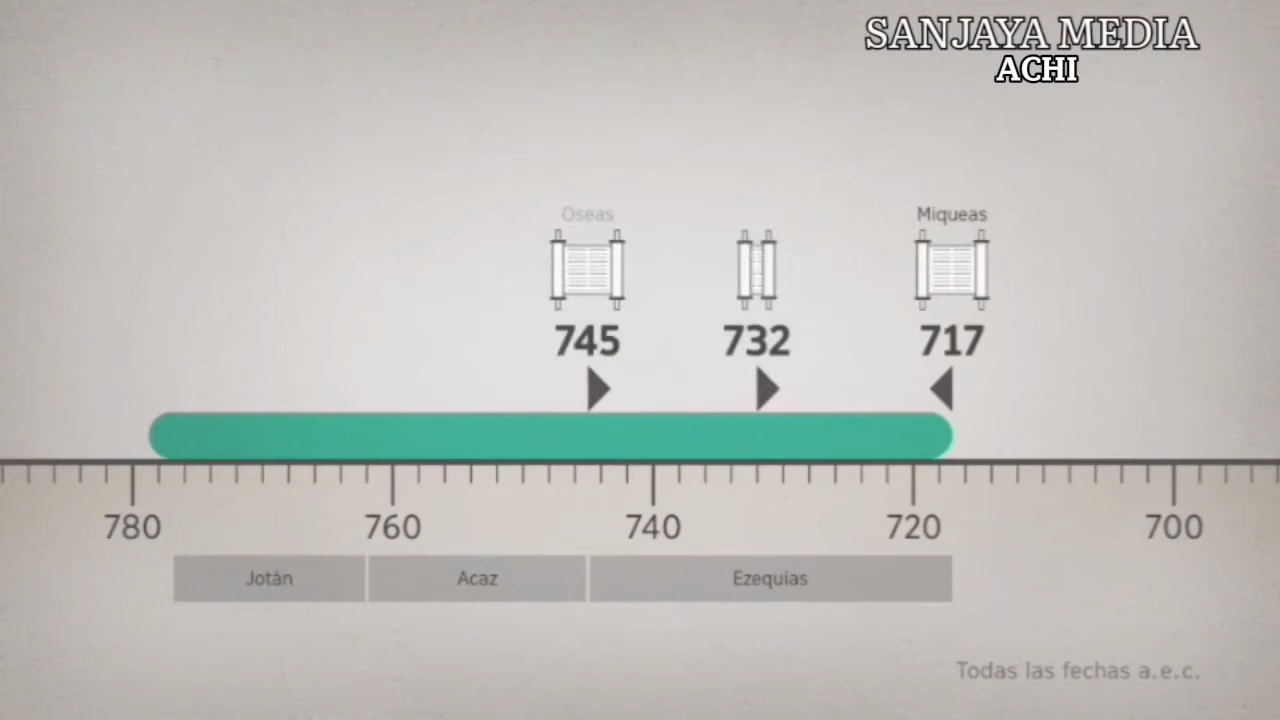 SANJAYA MEDIA
ACHI
Oseas
Miqueas
745
732
717
780
760
740
720
700
Jotán
Acaz
Ezequías
Todas las fechas a.e.c.